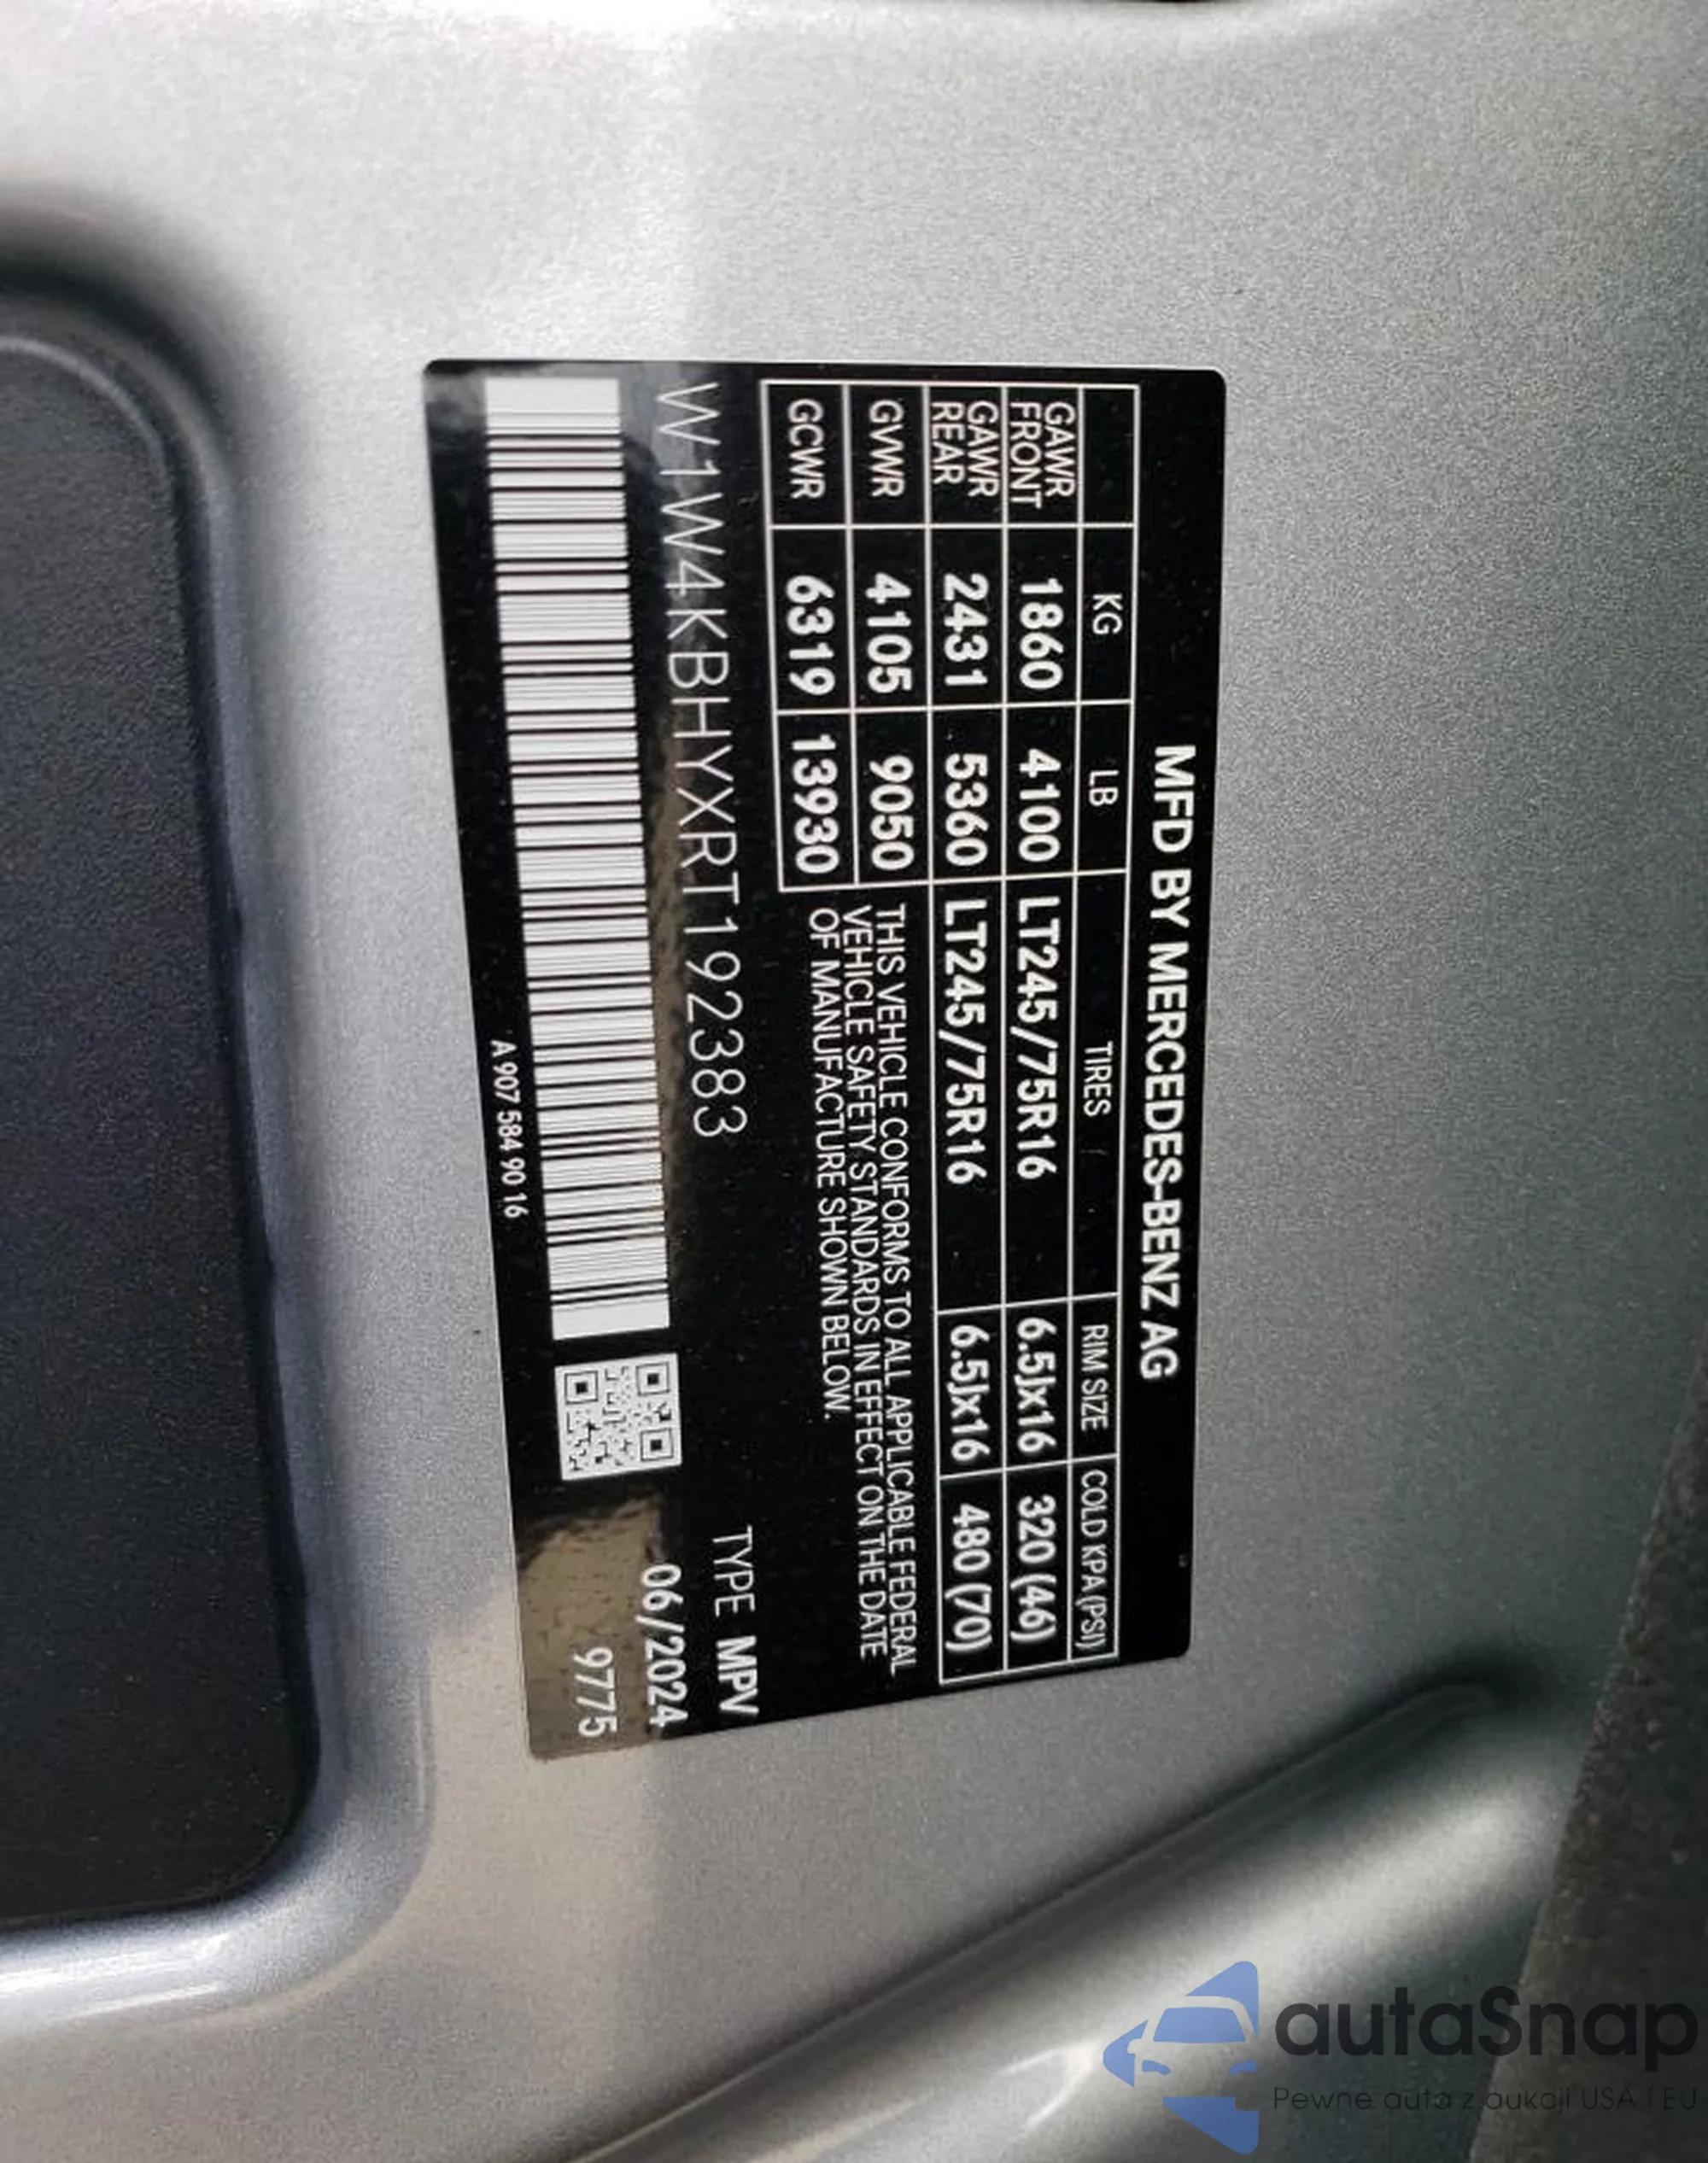 MFD BY MERCEDES-BENZ AG
KG LB TIRES RIM SIZE COLD KPA (PSI)
GAWR FRONT 1860 4100 LT245/75R16 6.5Jx16 320 (46)
GAWR REAR 2431 5360 LT245/75R16 6.5Jx16 480 (70)
GVWR 4105 9050
GCWR 6319 13930
THIS VEHICLE CONFORMS TO ALL APPLICABLE FEDERAL
VEHICLE SAFETY STANDARDS IN EFFECT ON THE DATE
OF MANUFACTURE SHOWN BELOW.
W1W4KBHYXRT192383
TYPE MPV
06/2024
9775
A 907 584 90 16
autaSnap
Pewne auta z aukcji USA i EU